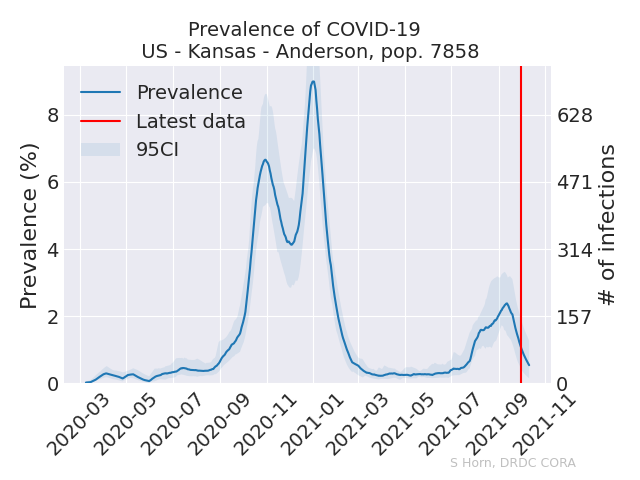 Prevalence of COVID-19
US - Kansas - Anderson, pop. 7858
Prevalence
Latest data
95CI
Prevalence (%)
8
6
4
2
0
628
471
314
157
0
# of infections
2020-03
2020-05
2020-07
2020-09
2020-11
2021-01
2021-03
2021-05
2021-07
2021-09
2021-11
S Horn, DRDC CORA